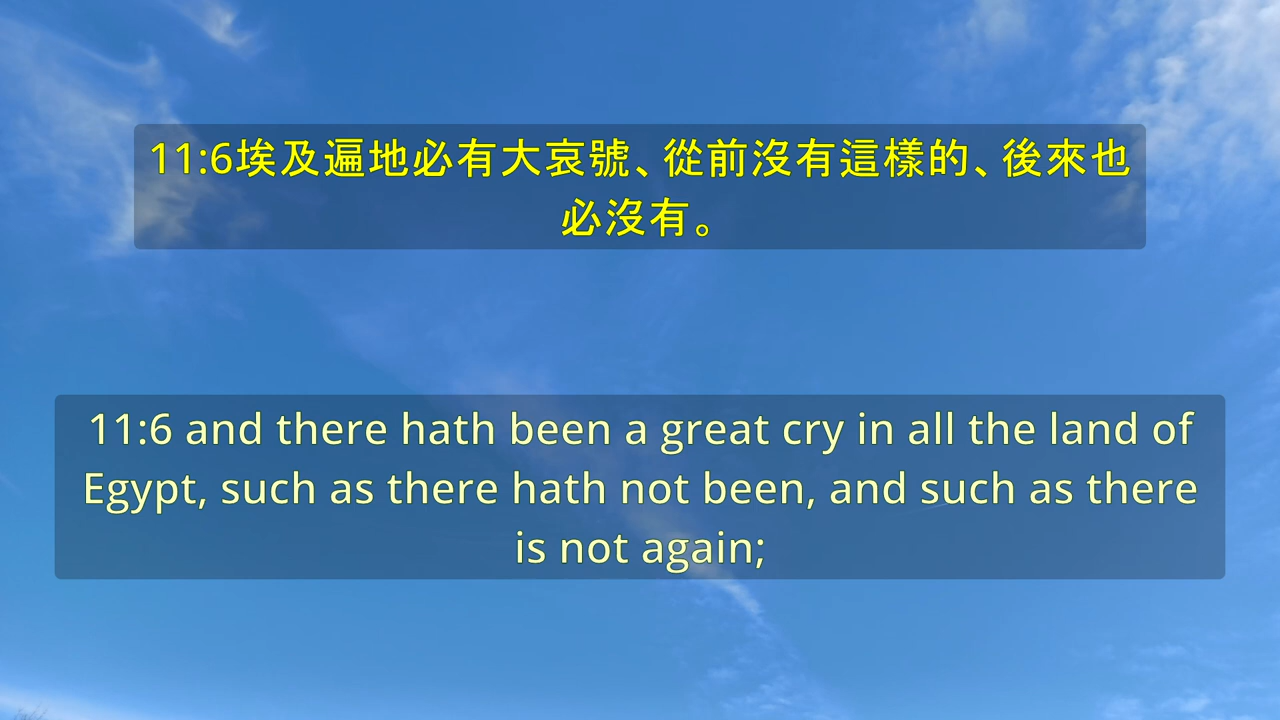 11:6埃及遍地必有大哀號、從前沒有這樣的、後來也
必沒有。
11:6 and there hath been a great cry in all the land of
Egypt, such as there hath not been, and such as there
is not again;